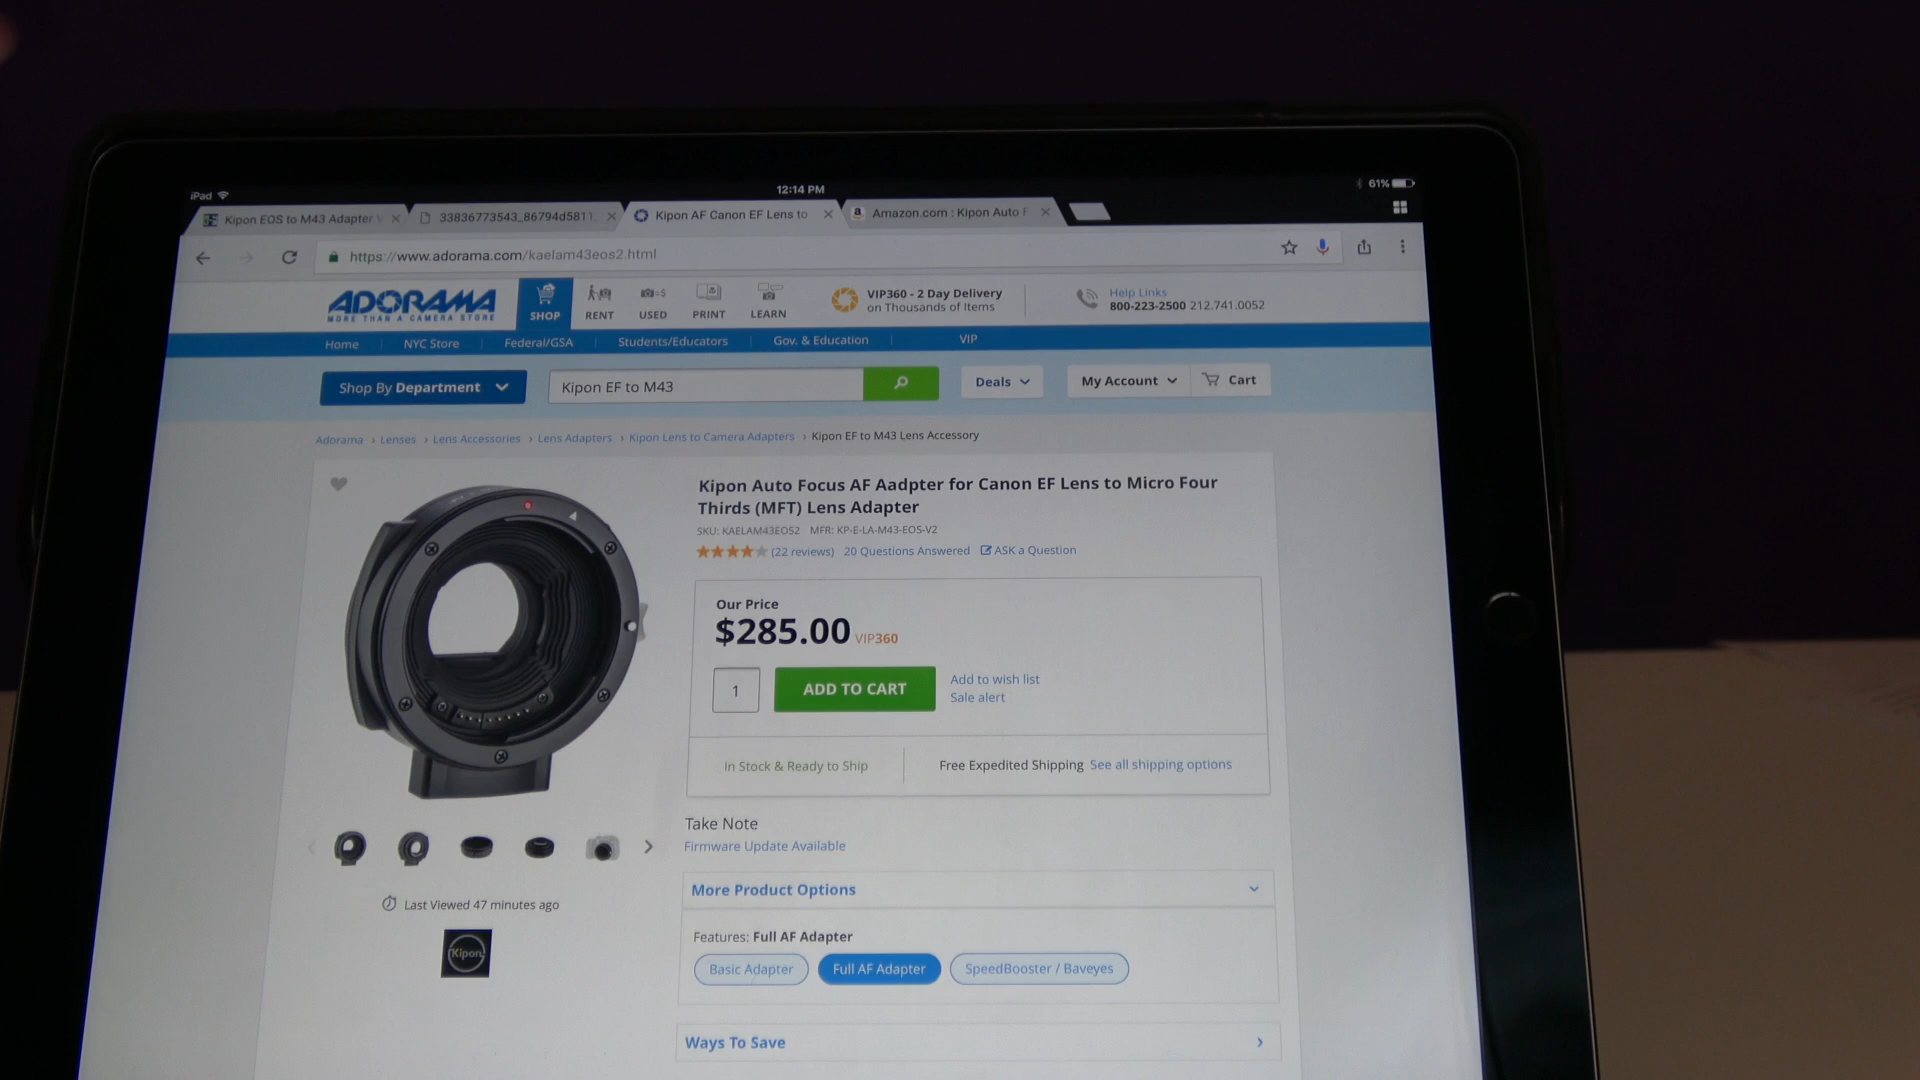 iPad
12:14 PM
61%
Kipon EOS to M43 Adapter
33836773543_86794d5811
Kipon AF Canon EF Lens to
Amazon.com : Kipon Auto F
https://www.adorama.com/kaelam43eos2.html
ADORAMA
MORE THAN A CAMERA STORE
SHOP
RENT
USED
PRINT
LEARN
VIP360 - 2 Day Delivery
on Thousands of Items
Help Links
800-223-2500 212.741.0052
Home
NYC Store
Federal/GSA
Students/Educators
Gov. & Education
VIP
Shop By Department
Kipon EF to M43
Deals
My Account
Cart
Adorama › Lenses › Lens Accessories › Lens Adapters › Kipon Lens to Camera Adapters › Kipon EF to M43 Lens Accessory
Kipon Auto Focus AF Aadpter for Canon EF Lens to Micro Four
Thirds (MFT) Lens Adapter
SKU: KAELAM43EOS2 MFR: KP-E-LA-M43-EOS-V2
(22 reviews) 20 Questions Answered ASK a Question
Our Price
$285.00 VIP360
1
ADD TO CART
Add to wish list
Sale alert
In Stock & Ready to Ship
Free Expedited Shipping See all shipping options
Take Note
Firmware Update Available
More Product Options
Last Viewed 47 minutes ago
Kipon
Features: Full AF Adapter
Basic Adapter
Full AF Adapter
SpeedBooster / Baveyes
Ways To Save